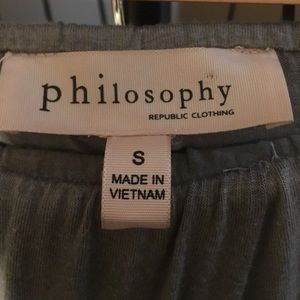 philosophy
REPUBLIC CLOTHING
S
MADE IN
VIETNAM